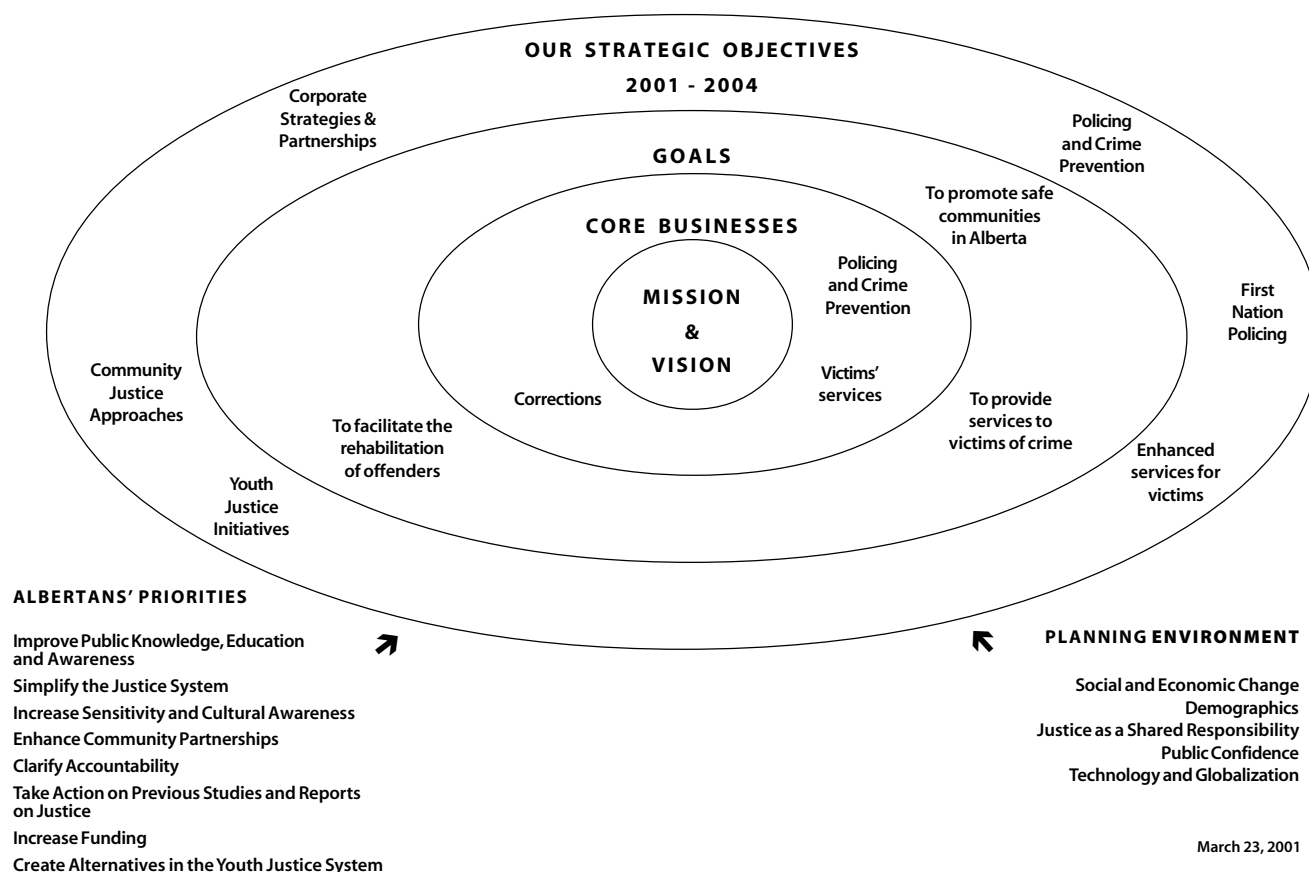 OUR STRATEGIC OBJECTIVES
2001 - 2004
Corporate
Strategies &
Partnerships
Policing
and Crime
Prevention
GOALS
To promote safe
communities
in Alberta
CORE BUSINESSES
Policing
and Crime
Prevention
MISSION
&
VISION
First
Nation
Policing
Community
Justice
Approaches
Corrections
Victims’
services
To facilitate the
rehabilitation
of offenders
To provide
services to
victims of crime
Enhanced
services for
victims
Youth
Justice
Initiatives
ALBERTANS’ PRIORITIES
Improve Public Knowledge, Education
and Awareness
Simplify the Justice System
Increase Sensitivity and Cultural Awareness
Enhance Community Partnerships
Clarify Accountability
Take Action on Previous Studies and Reports
on Justice
Increase Funding
Create Alternatives in the Youth Justice System
PLANNING ENVIRONMENT
Social and Economic Change
Demographics
Justice as a Shared Responsibility
Public Confidence
Technology and Globalization
March 23, 2001